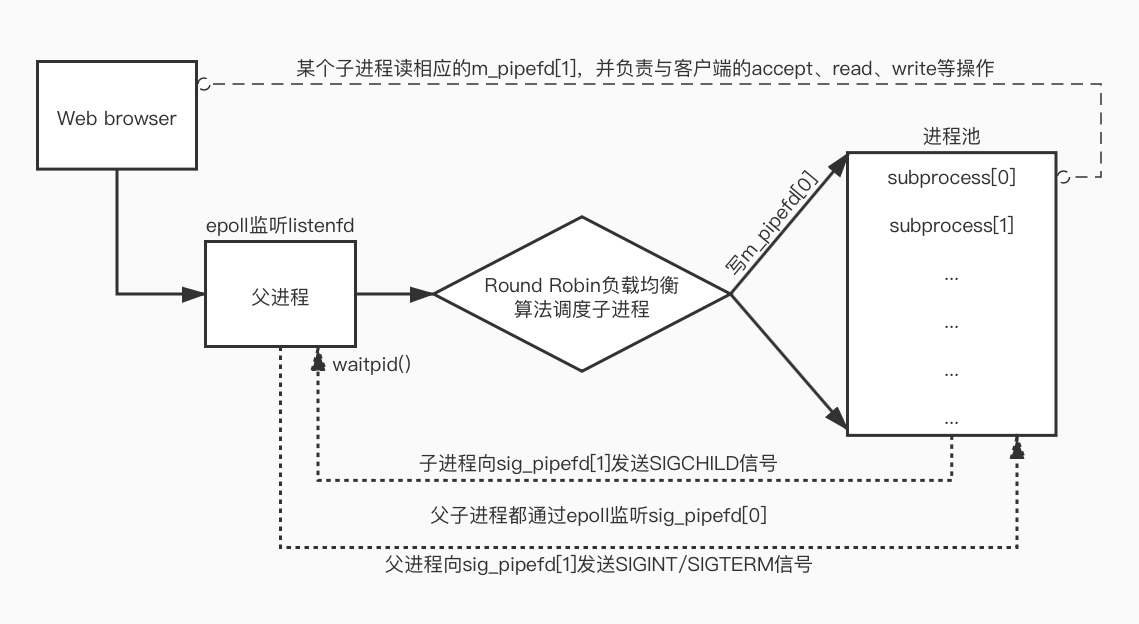 某个子进程读相应的m_pipefd[1]，并负责与客户端的accept、read、write等操作
Web browser
进程池
subprocess[0]
写m_pipefd[0]
epoll监听listenfd
subprocess[1]
...
Round Robin负载均衡
算法调度子进程
父进程
...
waitpid()
...
...
子进程向sig_pipefd[1]发送SIGCHILD信号
父子进程都通过epoll监听sig_pipefd[0]
父进程向sig_pipefd[1]发送SIGINT/SIGTERM信号